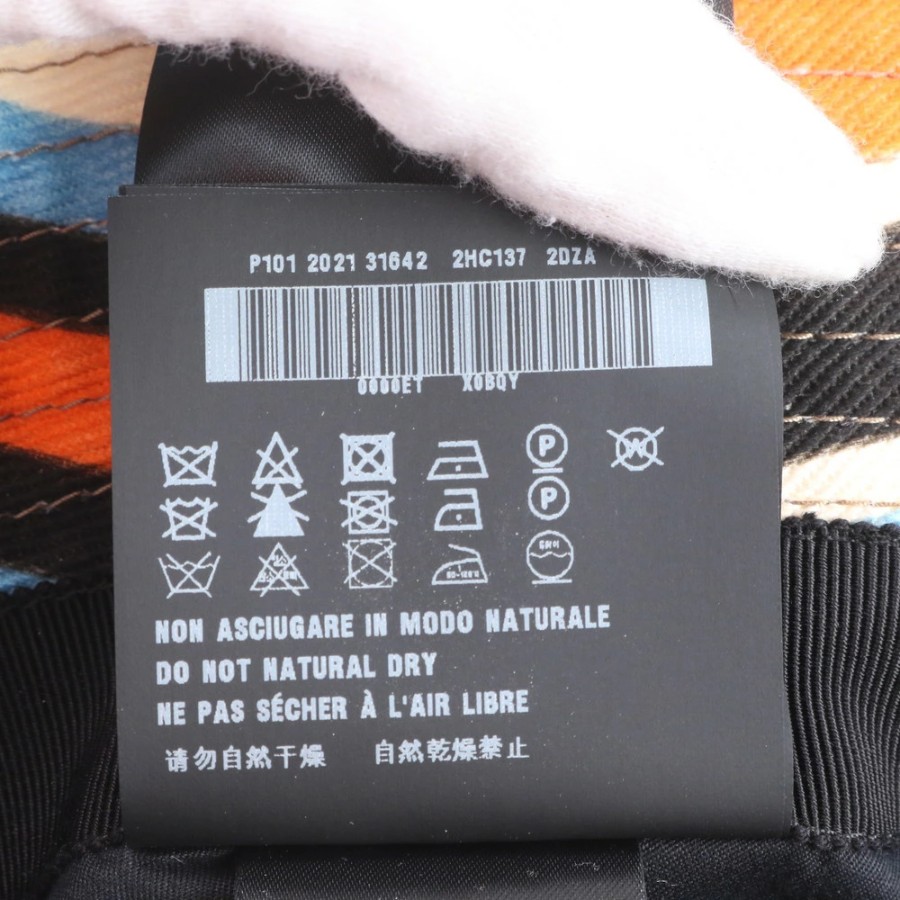 P101 2021 31642 2HC137 2DZA
0000ET X0BQY
P W
P
NON ASCIUGARE IN MODO NATURALE
DO NOT NATURAL DRY
NE PAS SÉCHER À L'AIR LIBRE
请勿自然干燥 自然乾燥禁止